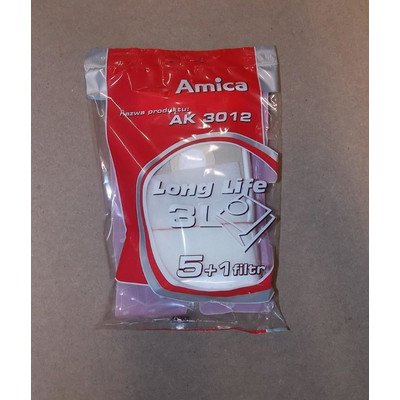 Amica
nazwa produktu:
AK 3012
Long Life
3L
5+1 filtr